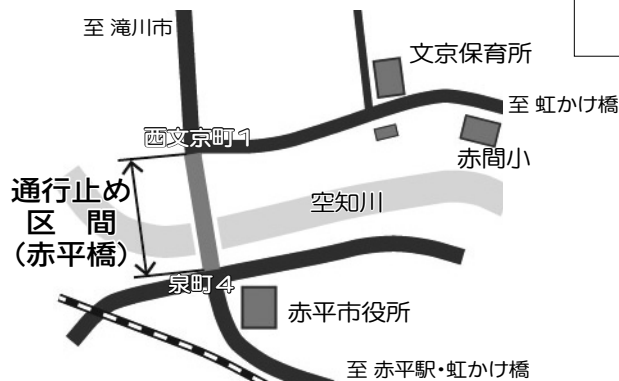 至 滝川市
文京保育所
至 虹かけ橋
西文京町１
赤間小
通行止め
区　間
（赤平橋）
空知川
泉町４
赤平市役所
至 赤平駅・虹かけ橋